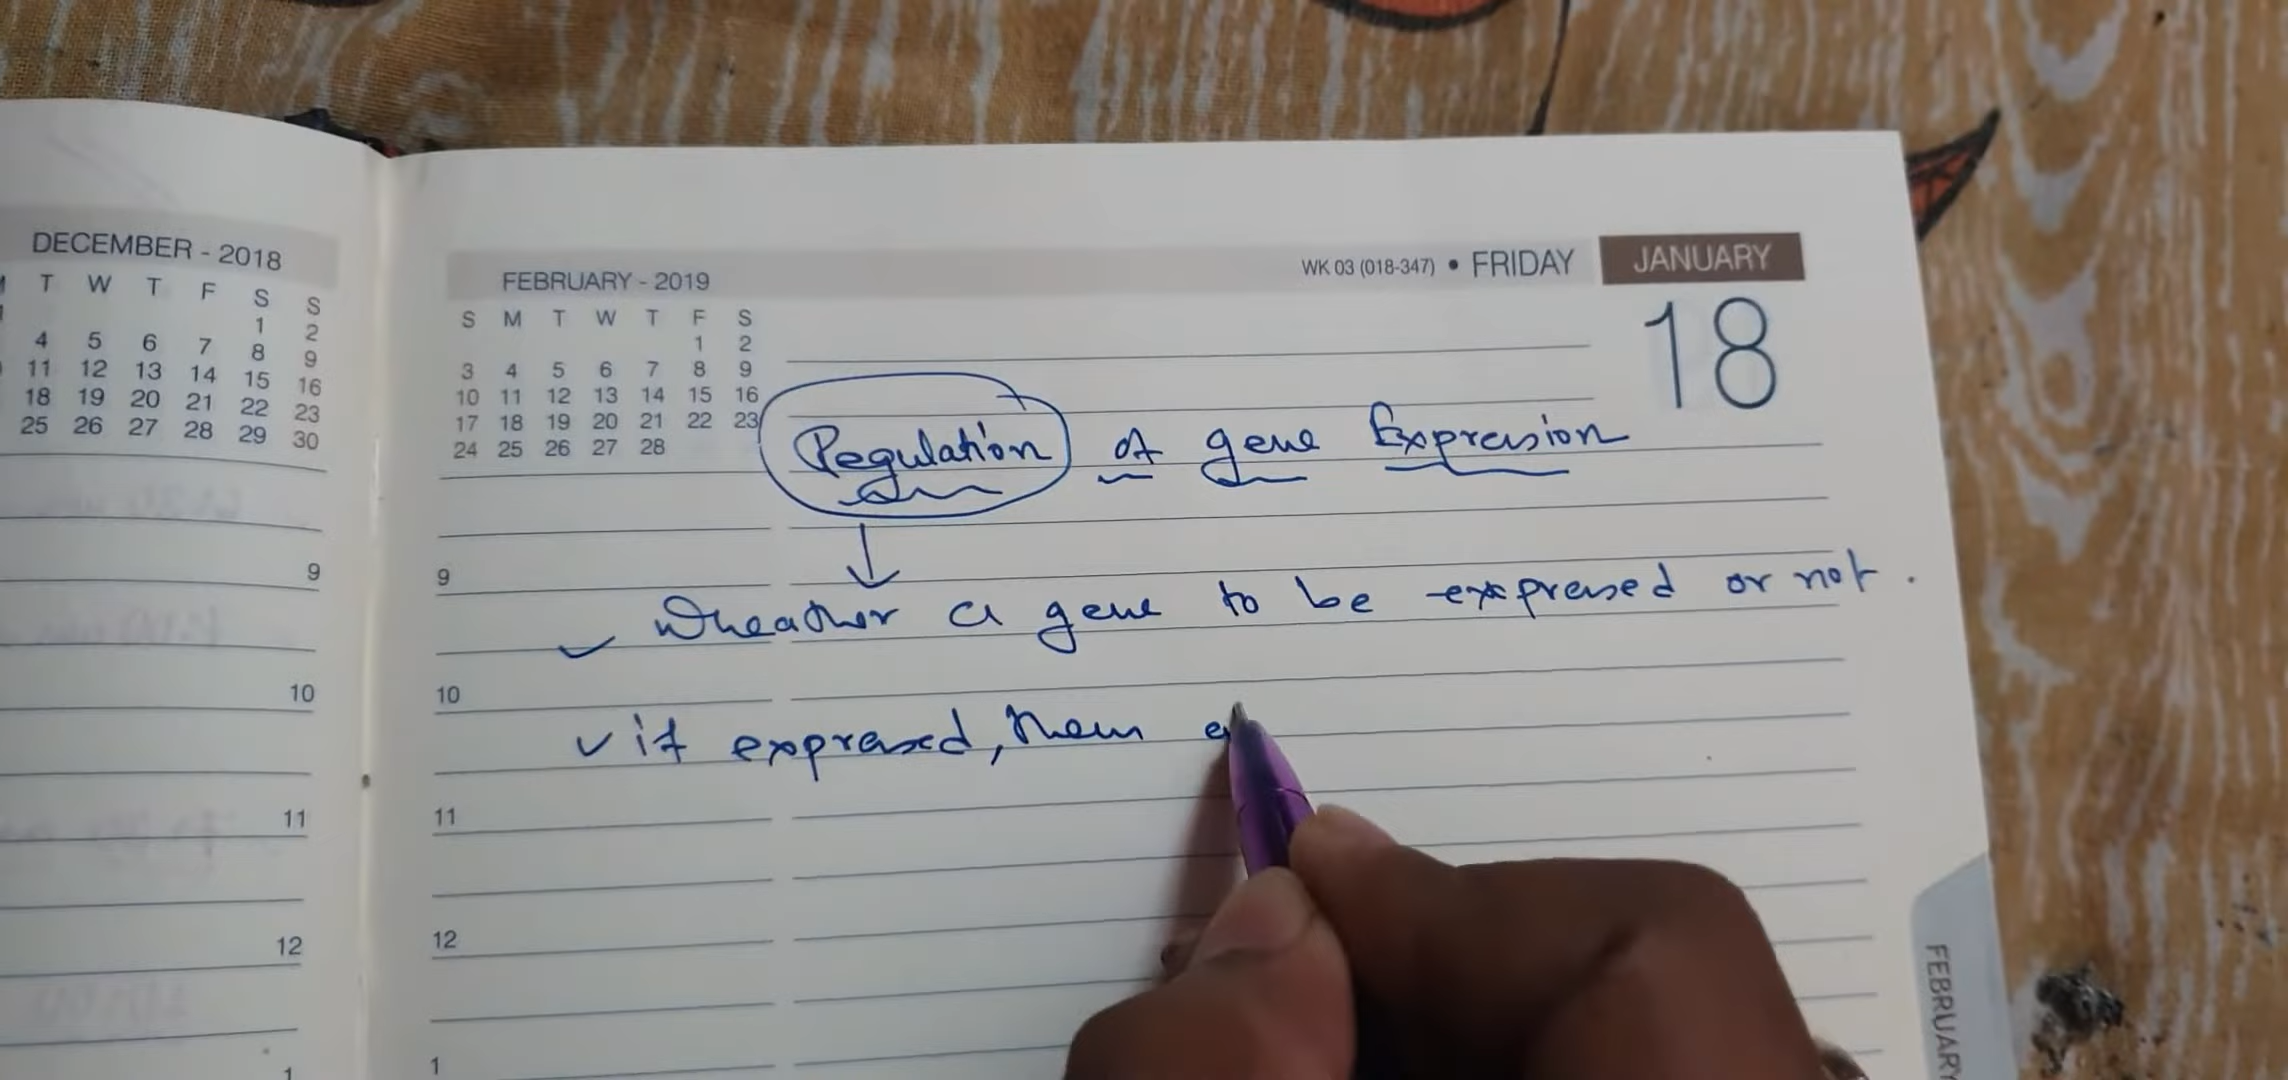 DECEMBER - 2018
T W T F S S
1 2
4 5 6 7 8 9
11 12 13 14 15 16
18 19 20 21 22 23
25 26 27 28 29 30
9
10
11
12
1
FEBRUARY - 2019
WK 03 (018-347) • FRIDAY JANUARY
18
S M T W T F S
1 2
3 4 5 6 7 8 9
10 11 12 13 14 15 16
17 18 19 20 21 22 23
24 25 26 27 28
Regulation of gene Expression
9
Wheather a gene to be expressed or not .
10
✓ if expressed, them
11
12
1
FEBRUARY